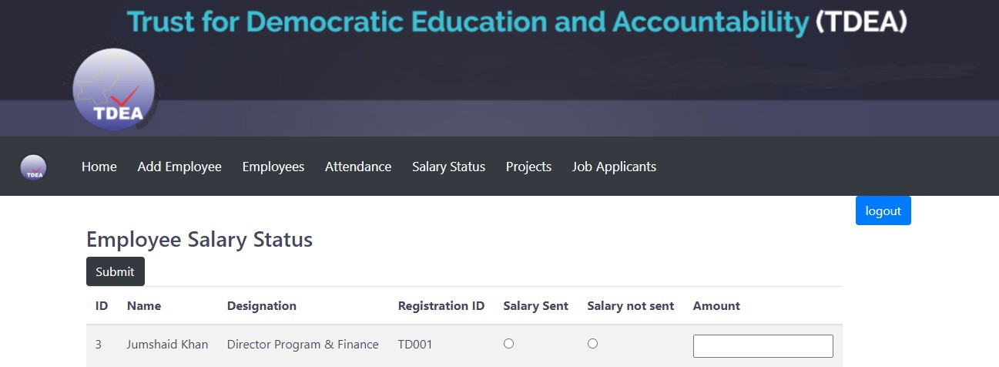 Trust for Democratic Education and Accountability (TDEA)
TDEA
TDEA Home Add Employee Employees Attendance Salary Status Projects Job Applicants
logout
Employee Salary Status
Submit
ID Name Designation Registration ID Salary Sent Salary not sent Amount
3 Jumshaid Khan Director Program & Finance TD001